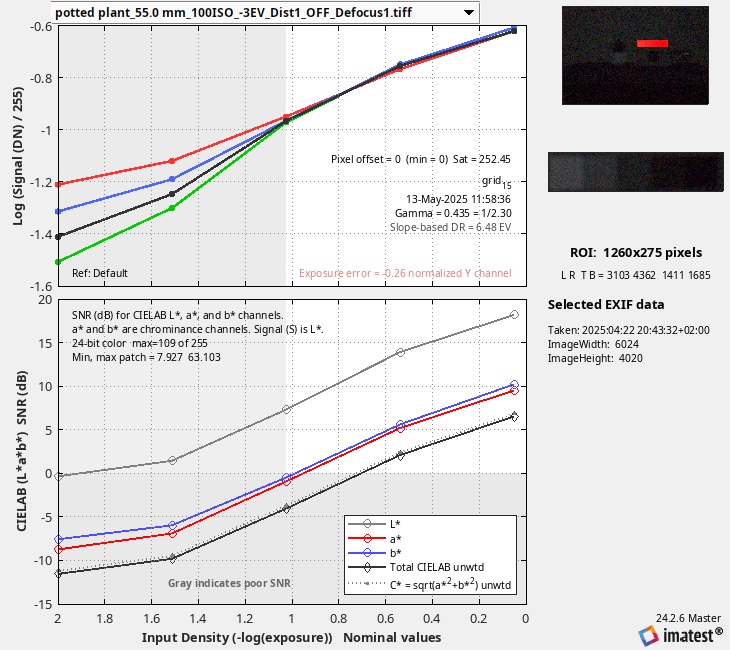 potted plant_55.0 mm_100ISO_-3EV_Dist1_OFF_Defocus1.tiff
-0.6
-0.8
-1
-1.2
-1.4
-1.6
Log (Signal (DN) / 255)
Pixel offset = 0 (min = 0) Sat = 252.45
grid_15
13-May-2025 11:58:36
Gamma = 0.435 = 1/2.30
Slope-based DR = 6.48 EV
Ref: Default
Exposure error = -0.26 normalized Y channel
ROI: 1260x275 pixels
L R T B = 3103 4362 1411 1685
Selected EXIF data
Taken: 2025:04:22 20:43:32+02:00
ImageWidth: 6024
ImageHeight: 4020
20
15
10
5
0
-5
-10
-15
CIELAB (L*a*b*) SNR (dB)
SNR (dB) for CIELAB L*, a*, and b* channels.
a* and b* are chrominance channels. Signal (S) is L*.
24-bit color max=109 of 255
Min, max patch = 7.927 63.103
L*
a*
b*
Total CIELAB unwtd
C* = sqrt(a*2+b*2) unwtd
Gray indicates poor SNR
2 1.8 1.6 1.4 1.2 1 0.8 0.6 0.4 0.2 0
Input Density (-log(exposure)) Nominal values
24.2.6 Master
imatest®